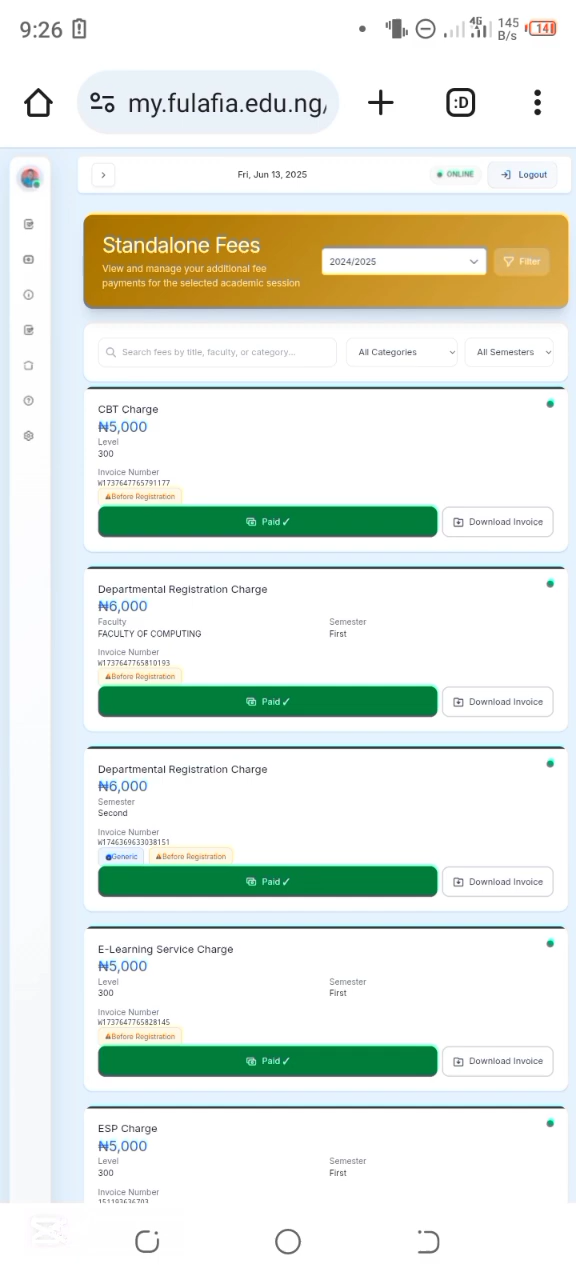 9:26
4G
145
B/s
14
my.fulafia.edu.ng/
:D
Fri, Jun 13, 2025
ONLINE
Logout
Standalone Fees
View and manage your additional fee
payments for the selected academic session
2024/2025
Filter
Search fees by title, faculty, or category...
All Categories
All Semesters
CBT Charge
₦5,000
Level
300
Invoice Number
W1737647765791177
Before Registration
Paid ✓
Download Invoice
Departmental Registration Charge
₦6,000
Faculty
Semester
FACULTY OF COMPUTING
First
Invoice Number
W1737647765810193
Before Registration
Paid ✓
Download Invoice
Departmental Registration Charge
₦6,000
Semester
Second
Invoice Number
W1746369633038151
Generic
Before Registration
Paid ✓
Download Invoice
E-Learning Service Charge
₦5,000
Level
Semester
300
First
Invoice Number
W1737647765828145
Before Registration
Paid ✓
Download Invoice
ESP Charge
₦5,000
Level
Semester
300
First
Invoice Number